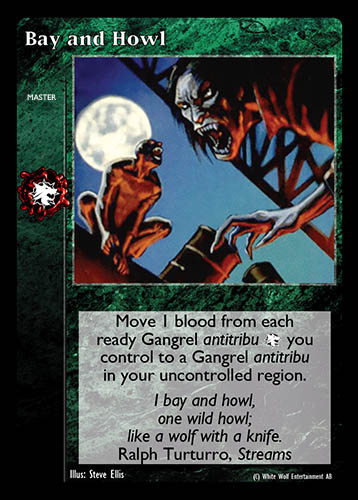 Bay and Howl
MASTER
Move 1 blood from each
ready Gangrel antitribu you
control to a Gangrel antitribu
in your uncontrolled region.
I bay and howl,
one wild howl;
like a wolf with a knife.
Ralph Turturro, Streams
Illus: Steve Ellis
(C) White Wolf Entertainment AB